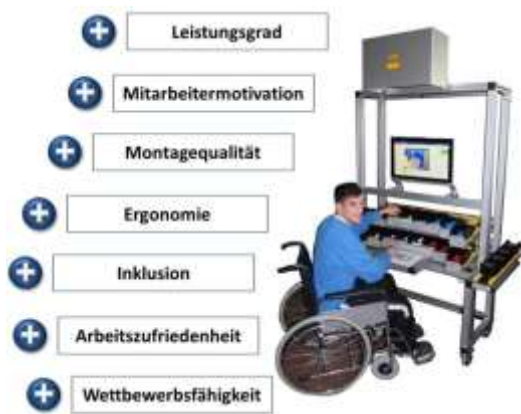 Leistungsgrad
Mitarbeitermotivation
Montagequalität
Ergonomie
Inklusion
Arbeitszufriedenheit
Wettbewerbsfähigkeit